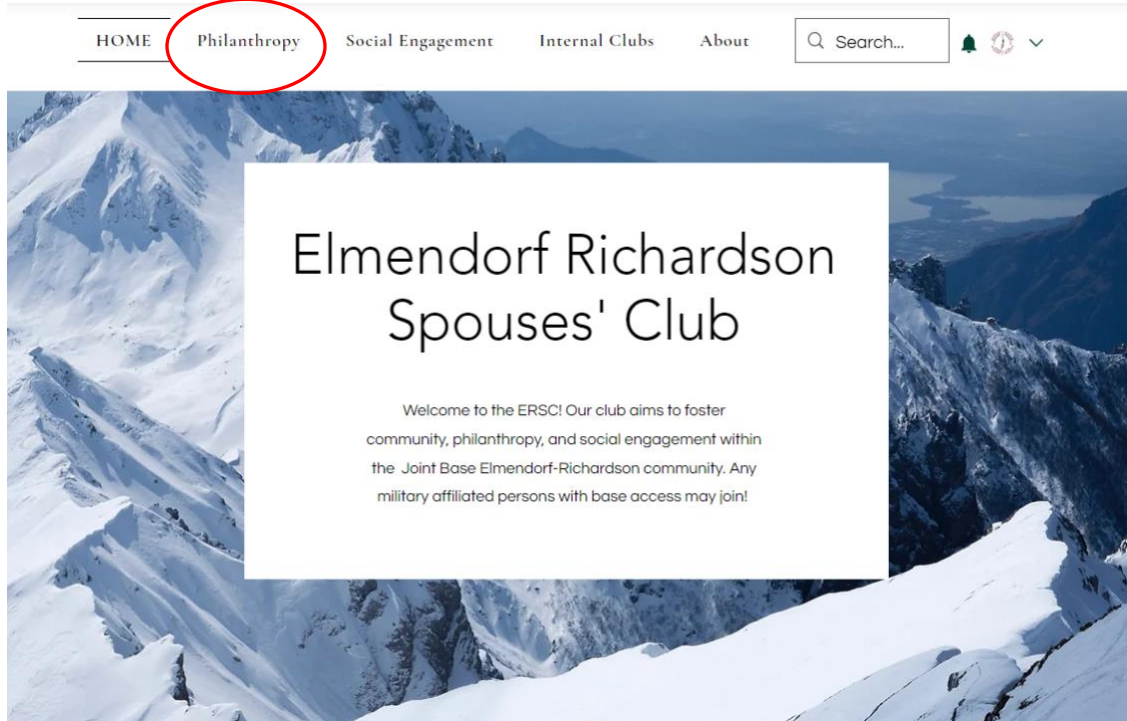 HOME Philanthropy Social Engagement Internal Clubs About Search...
Elmendorf Richardson
Spouses' Club
Welcome to the ERSC! Our club aims to foster
community, philanthropy, and social engagement within
the Joint Base Elmendorf-Richardson community. Any
military affiliated persons with base access may join!